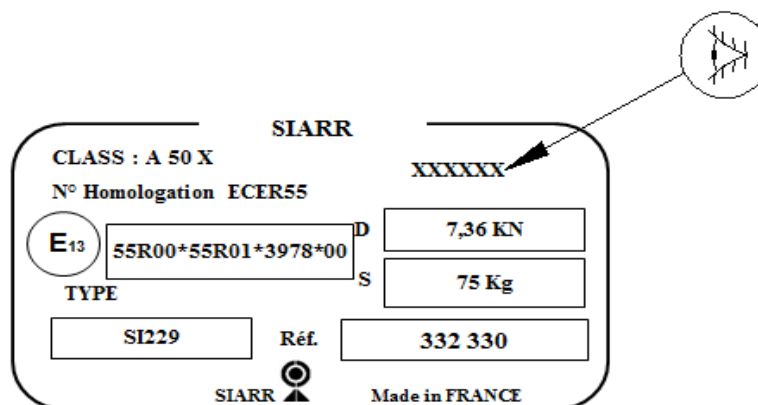 SIARR
CLASS : A 50 X
XXXXXX
N° Homologation ECER55
E13
55R00*55R01*3978*00
D
7,36 KN
S
75 Kg
TYPE
SI229
Réf.
332 330
SIARR
Made in FRANCE